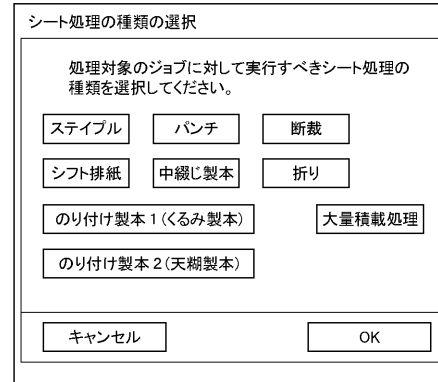 シート処理の種類の選択
処理対象のジョブに対して実行すべきシート処理の
種類を選択してください。
ステイプル パンチ 断裁
シフト排紙 中綴じ製本 折り
のり付け製本1(くるみ製本) 大量積載処理
のり付け製本2(天糊製本)
キャンセル OK